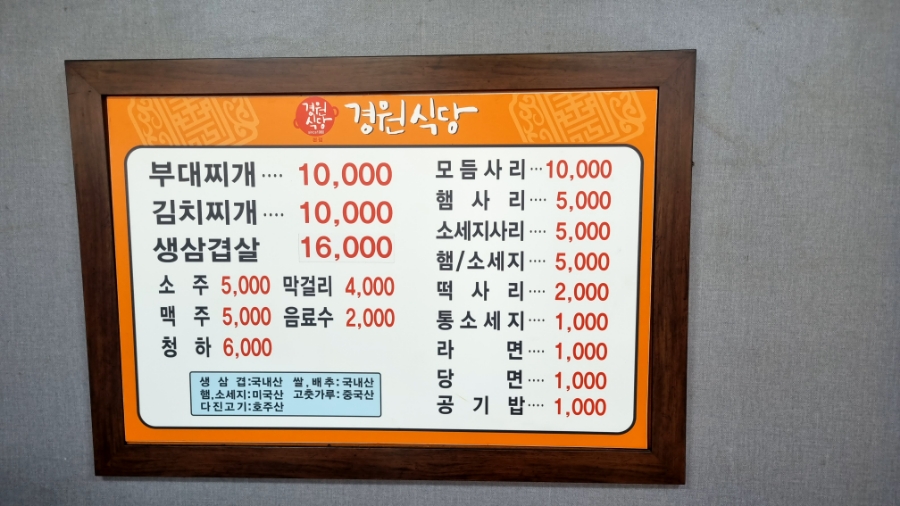 경원식당
경원식당
부대찌개···· 10,000
김치찌개···· 10,000
생삼겹살 16,000
소 주 5,000 막걸리 4,000
맥 주 5,000 음료수 2,000
청 하 6,000
생 삼 겹:국내산 쌀,배추:국내산
햄,소세지:미국산 고춧가루:중국산
다진고기:호주산
모듬사리···10,000
햄 사 리···· 5,000
소세지사리···· 5,000
햄/소세지···· 5,000
떡 사 리···· 2,000
통소세지···· 1,000
라 면···· 1,000
당 면···· 1,000
공 기 밥···· 1,000